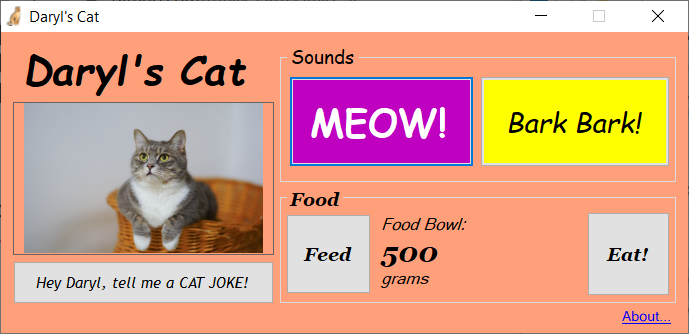 Daryl's Cat
Daryl's Cat
Sounds
MEOW!
Bark Bark!
Food
Feed
Food Bowl:
500
grams
Eat!
Hey Daryl, tell me a CAT JOKE!
About...